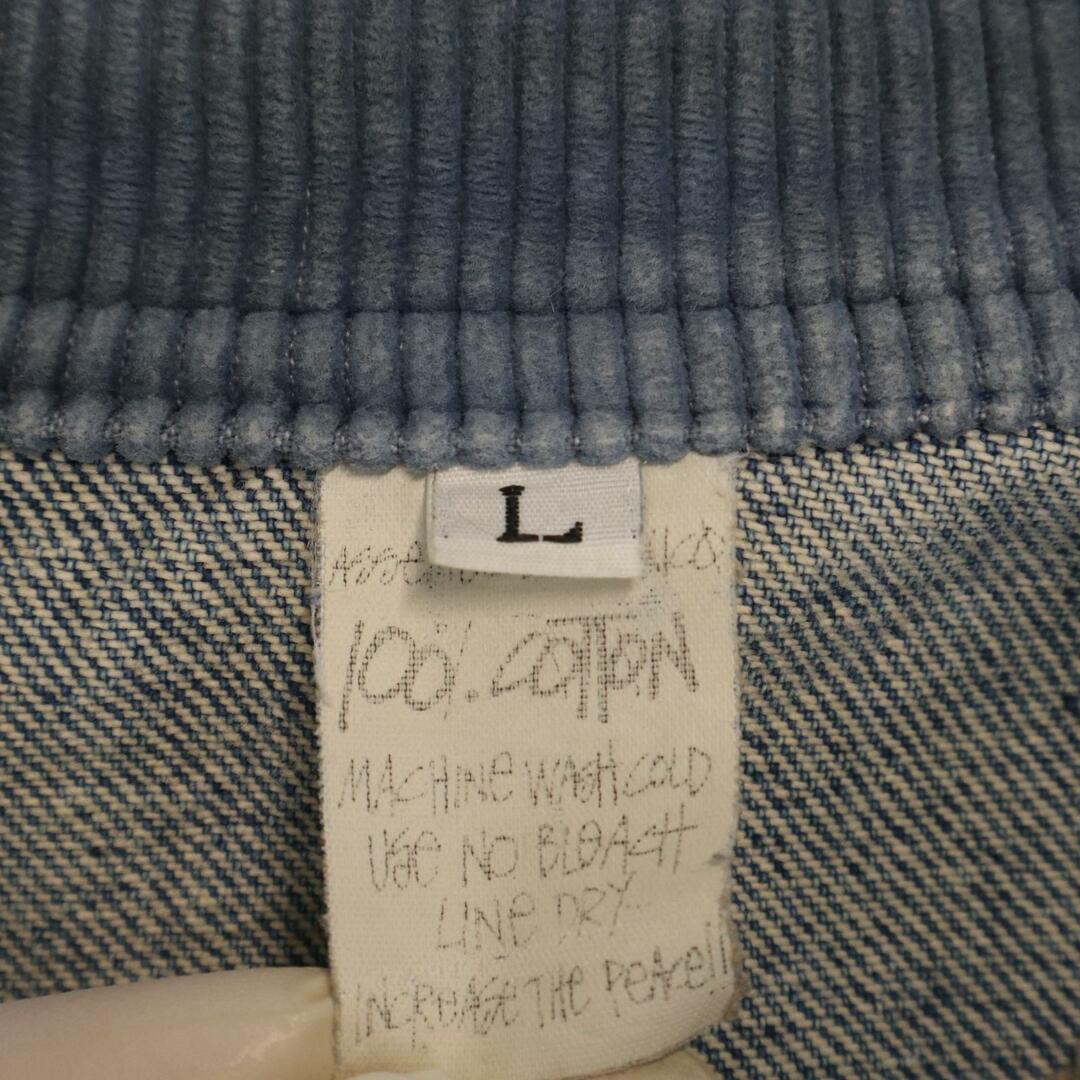 L
100%. COTTON
MACHINE WASH COLD
USE NO BLEACH
LINE DRY...
INCREASE THE PEACE!!